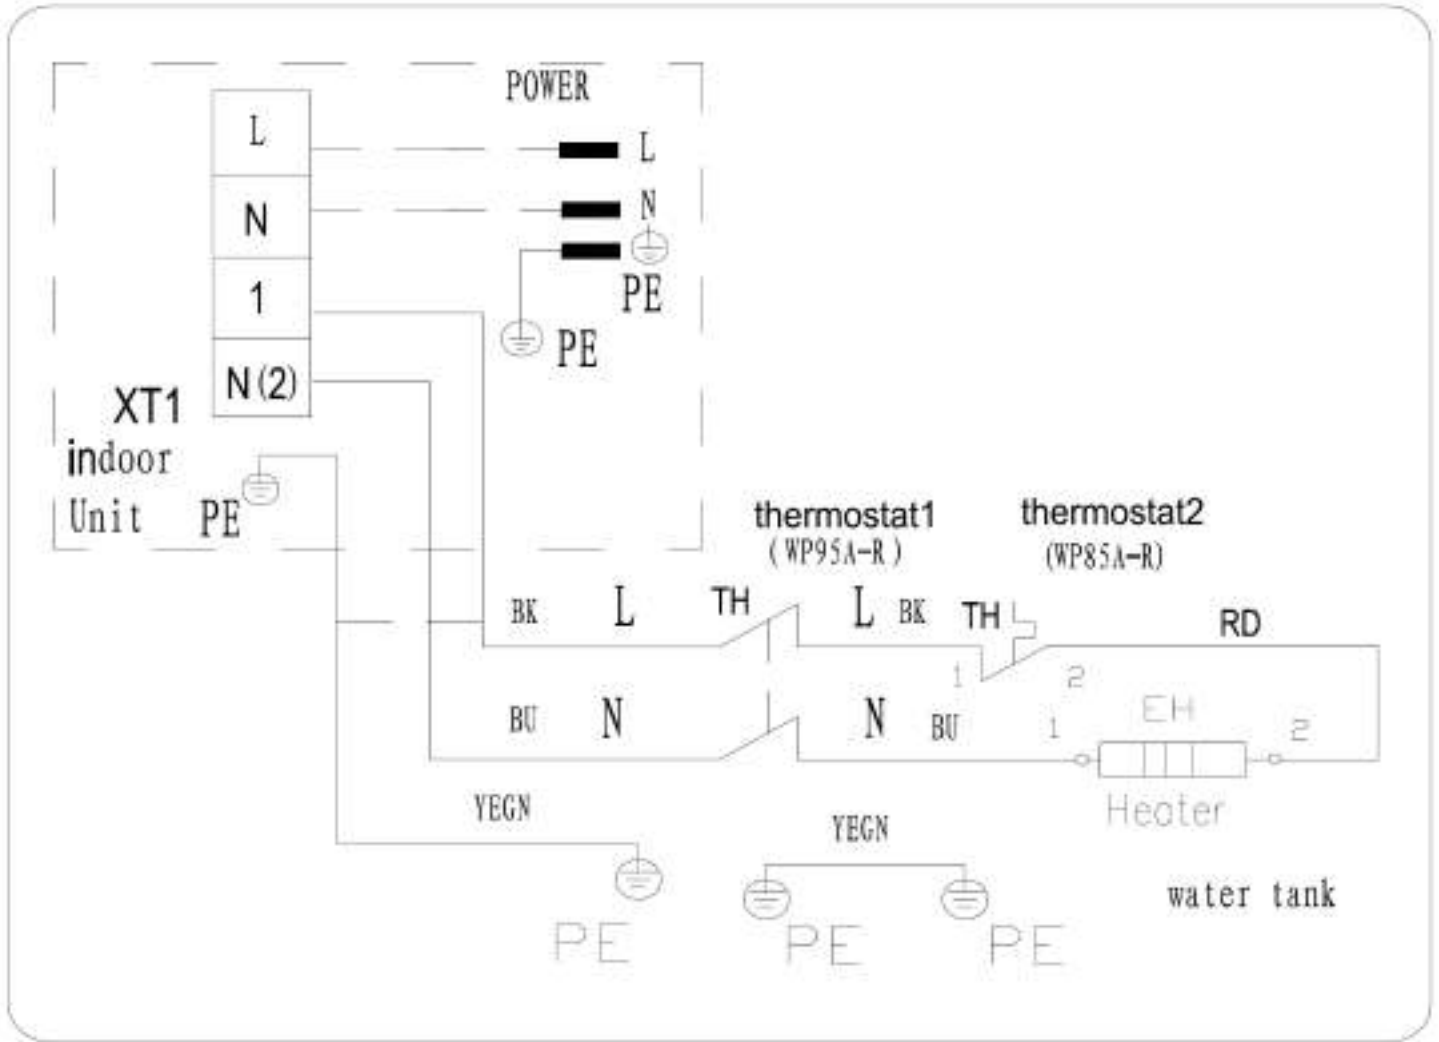 POWER
L
L
N
N
1
PE
PE
N(2)
XT1
indoor
Unit PE
thermostat1
(WP95A-R)
thermostat2
(WP85A-R)
BK L TH L BK TH RD
1 2
BU N N BU 1 EH 2
Heater
YEGN
YEGN
water tank
PE PE PE